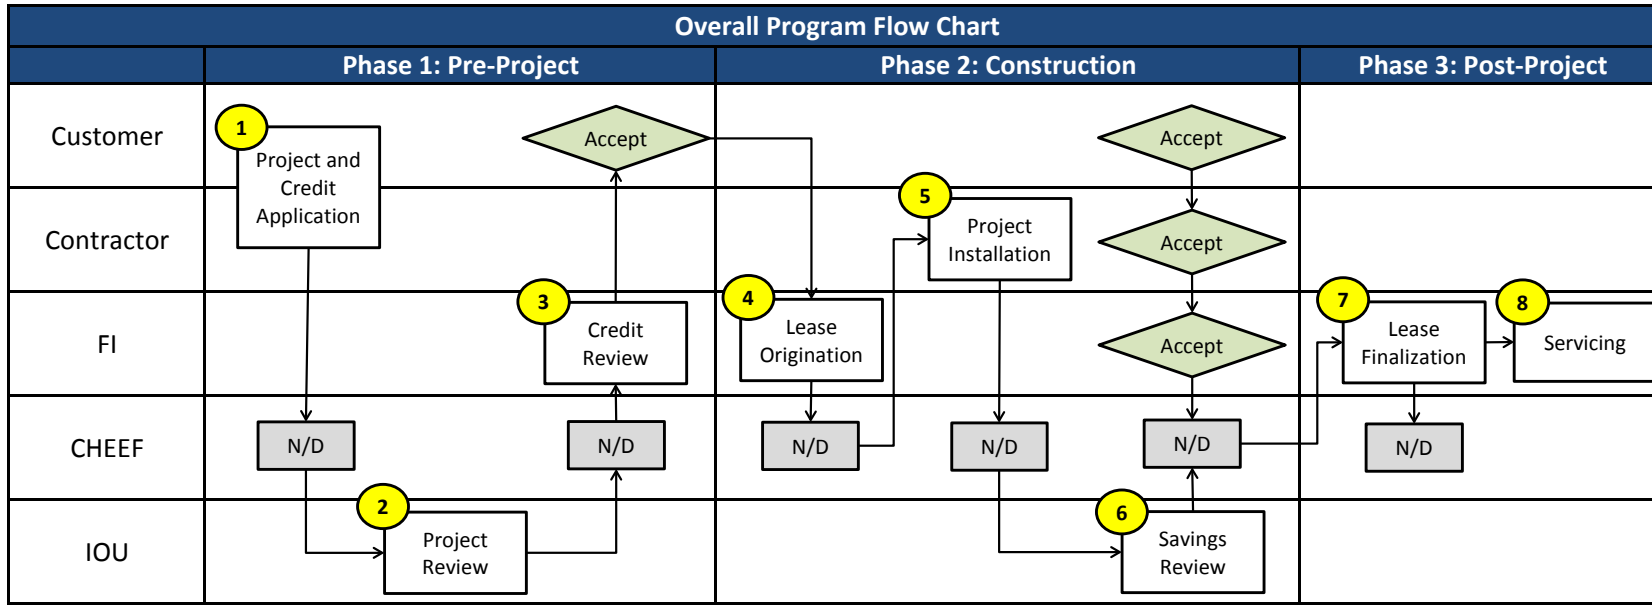 Overall Program Flow Chart
Phase 1: Pre-Project
Phase 2: Construction
Phase 3: Post-Project
Customer
1
Project and
Credit
Application
Accept
Accept
Contractor
5
Project
Installation
Accept
FI
3
Credit
Review
4
Lease
Origination
Accept
7
Lease
Finalization
8
Servicing
CHEEF
N/D
N/D
N/D
N/D
N/D
N/D
IOU
2
Project
Review
6
Savings
Review